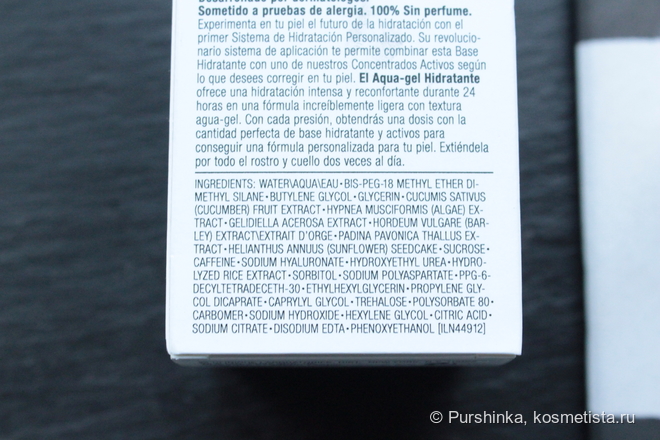 Sometido a pruebas de alergia. 100% Sin perfume.
Experimenta en tu piel el futuro de la hidratación con el
primer Sistema de Hidratación Personalizado. Su revolucio-
nario sistema de aplicación te permite combinar esta Base
Hidratante con uno de nuestros Concentrados Activos según
lo que desees corregir en tu piel. El Aqua-gel Hidratante
ofrece una hidratación intensa y reconfortante durante 24
horas en una fórmula increíblemente ligera con textura
agua-gel. Con cada presión, obtendrás una dosis con la
cantidad perfecta de base hidratante y activos para
conseguir una fórmula personalizada para tu piel. Extiéndela
por todo el rostro y cuello dos veces al día.
INGREDIENTS: WATER\AQUA\EAU•BIS-PEG-18 METHYL ETHER DI-
METHYL SILANE•BUTYLENE GLYCOL•GLYCERIN•CUCUMIS SATIVUS
(CUCUMBER) FRUIT EXTRACT•HYPNEA MUSCIFORMIS (ALGAE) EX-
TRACT•GELIDIELLA ACEROSA EXTRACT•HORDEUM VULGARE (BAR-
LEY) EXTRACT\EXTRAIT D'ORGE•PADINA PAVONICA THALLUS EX-
TRACT•HELIANTHUS ANNUUS (SUNFLOWER) SEEDCAKE•SUCROSE•
CAFFEINE•SODIUM HYALURONATE•HYDROXYETHYL UREA•HYDRO-
LYZED RICE EXTRACT•SORBITOL•SODIUM POLYASPARTATE•PPG-6-
DECYLTETRADECETH-30•ETHYLHEXYLGLYCERIN•PROPYLENE GLY-
COL DICAPRATE•CAPRYLYL GLYCOL•TREHALOSE•POLYSORBATE 80•
CARBOMER•SODIUM HYDROXIDE•HEXYLENE GLYCOL•CITRIC ACID•
SODIUM CITRATE•DISODIUM EDTA•PHENOXYETHANOL [ILN44912]
© Purshinka, kosmetista.ru